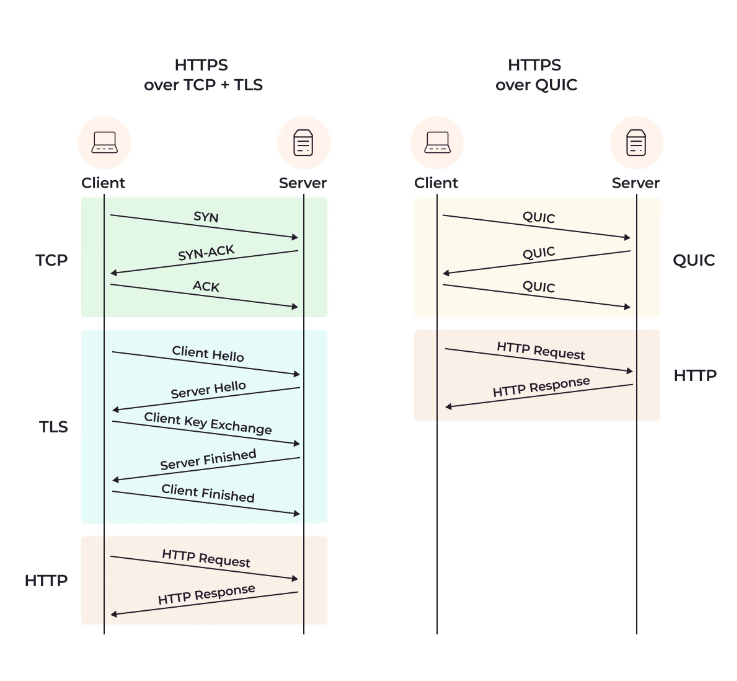 HTTPS
over TCP + TLS
Client
Server
TCP
SYN
SYN-ACK
ACK
TLS
Client Hello
Server Hello
Client Key Exchange
Server Finished
Client Finished
HTTP
HTTP Request
HTTP Response
HTTPS
over QUIC
Client
Server
QUIC
QUIC
QUIC
QUIC
HTTP Request
HTTP Response
HTTP